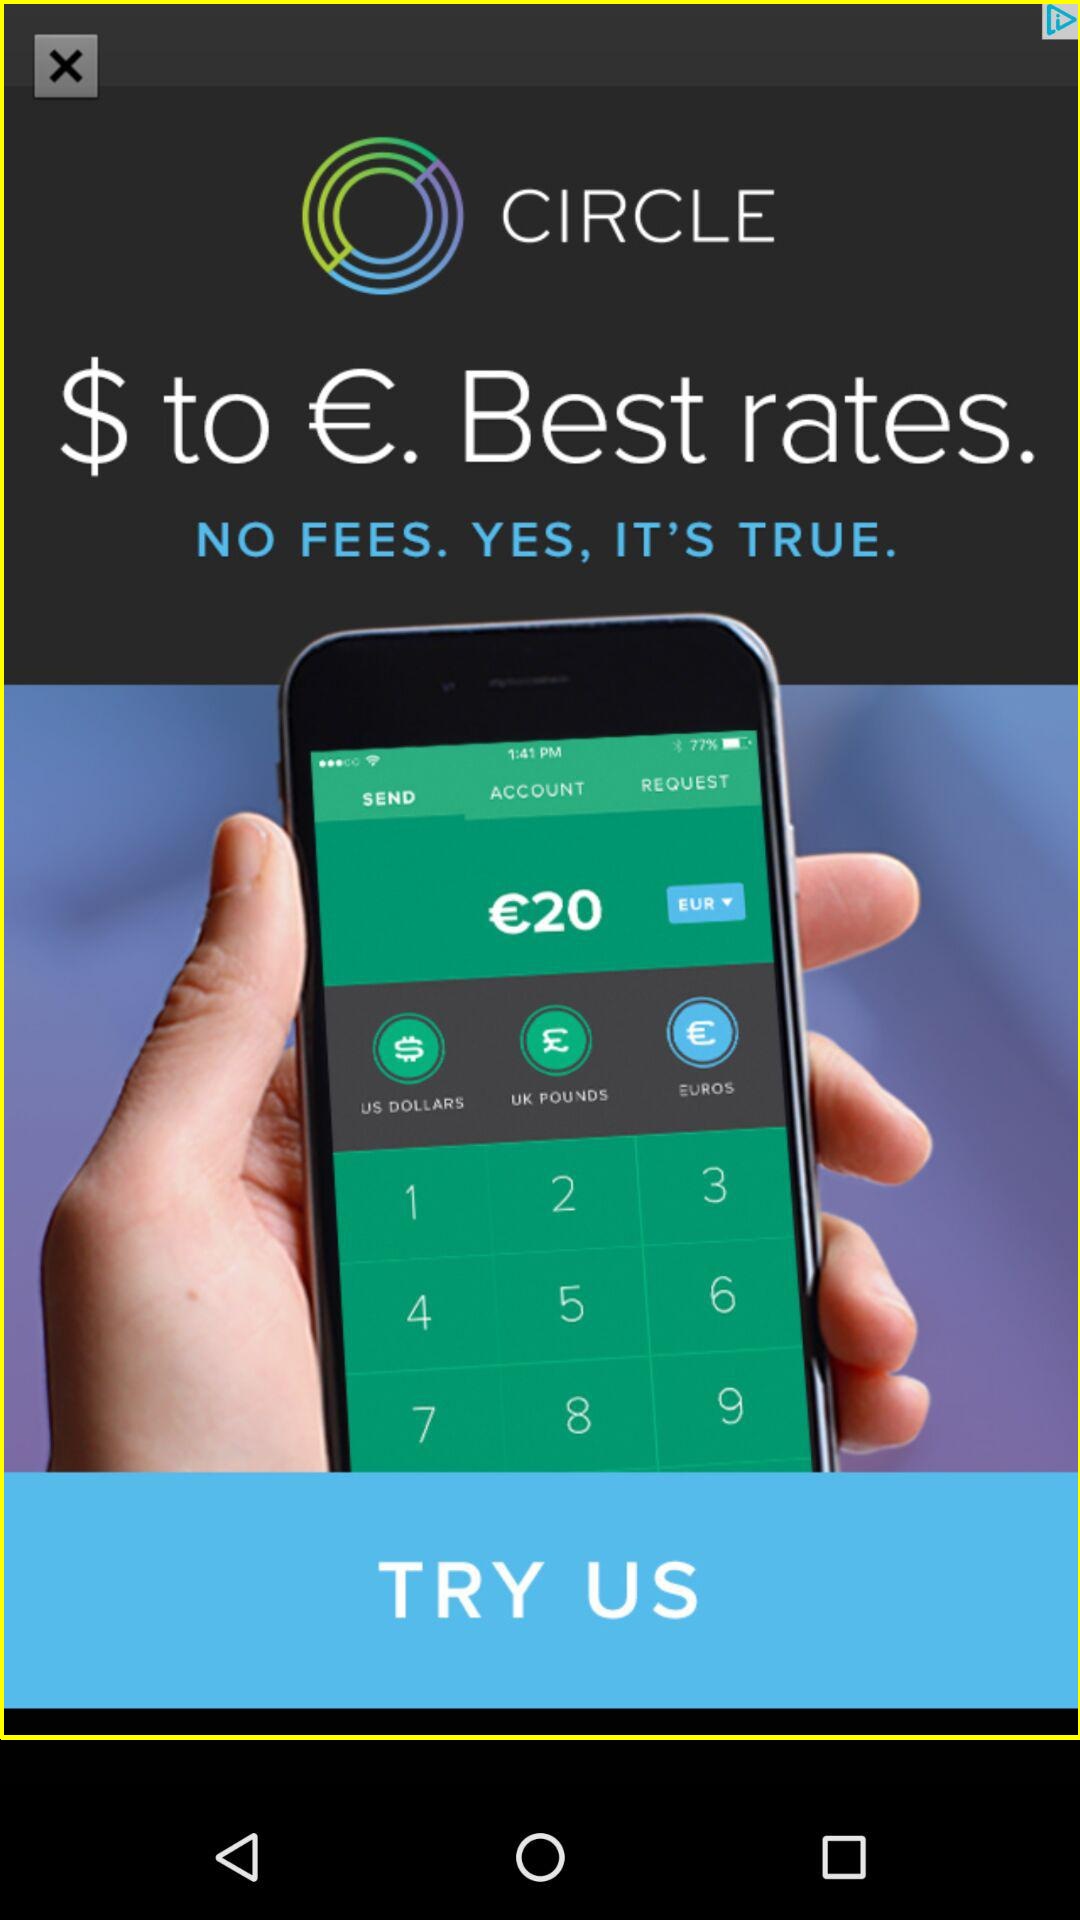 CIRCLE
$ to €. Best rates.
NO FEES. YES, IT'S TRUE.
1:41 PM 77%
SEND ACCOUNT REQUEST
€20 EUR
$ £ €
US DOLLARS UK POUNDS EUROS
1 2 3
4 5 6
7 8 9
TRY US